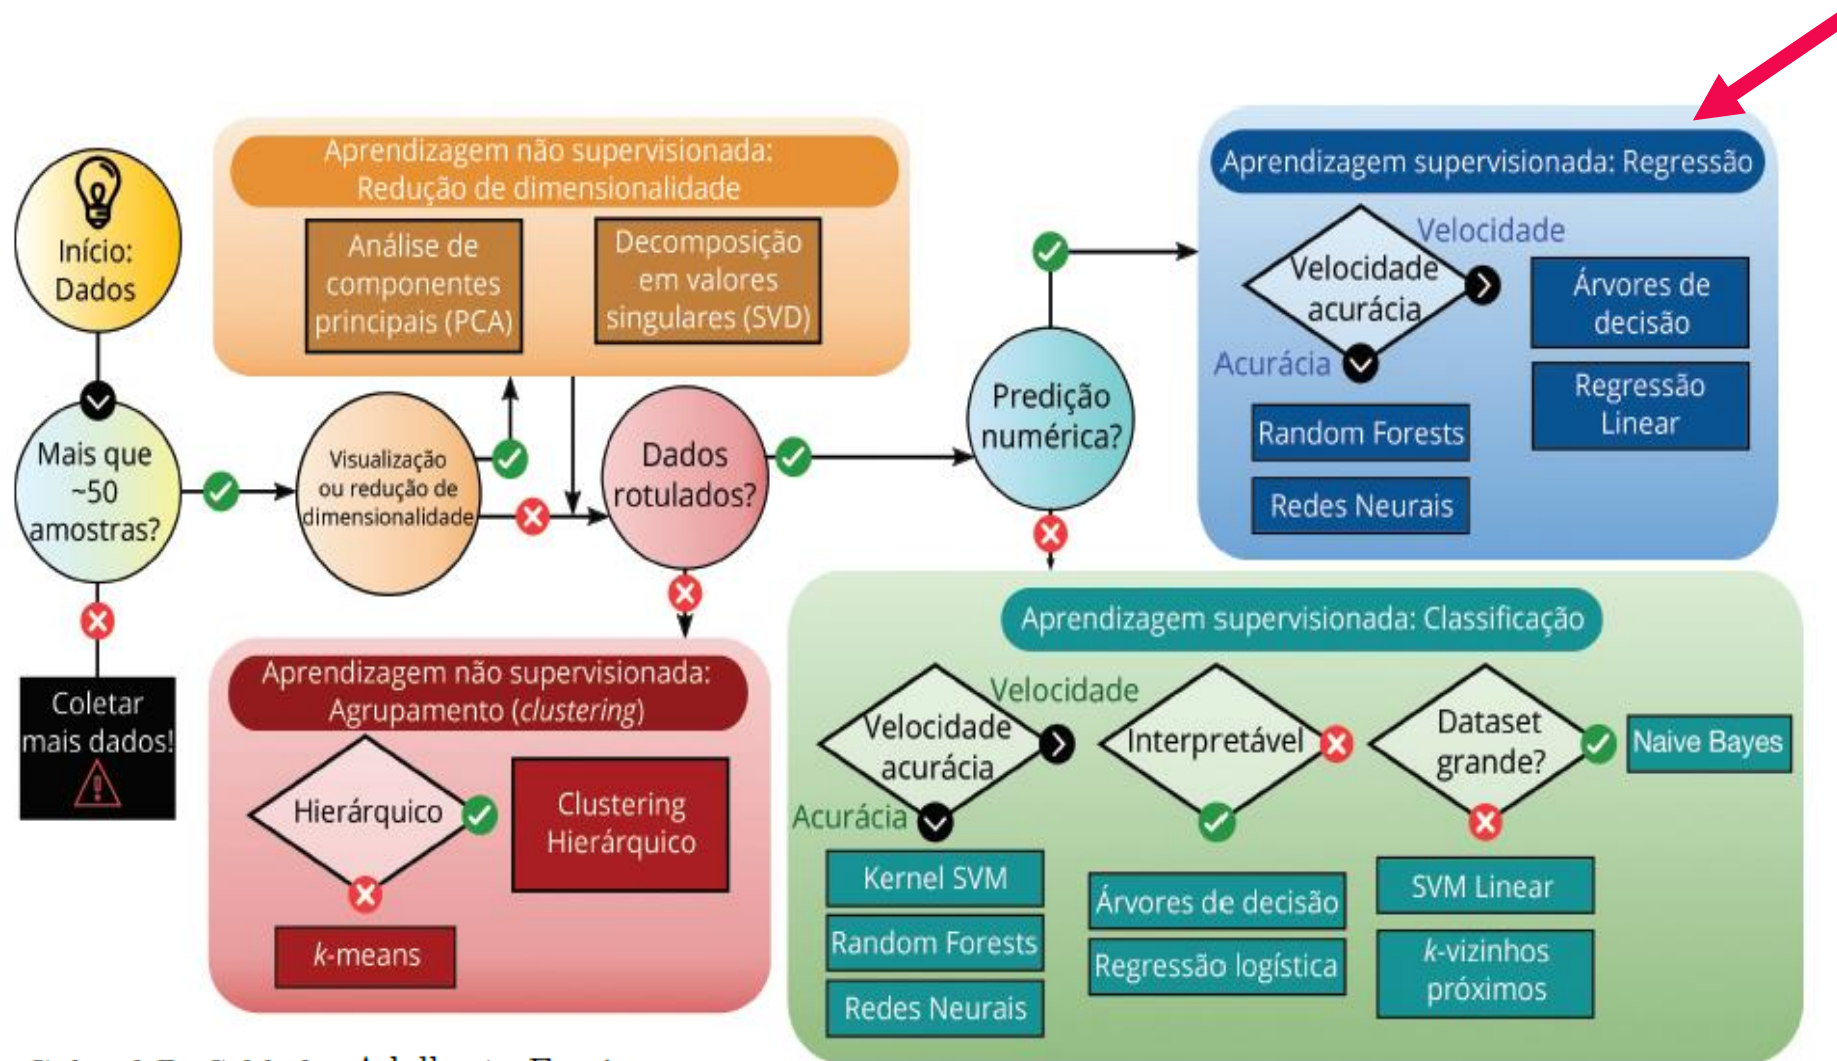 Início:
Dados
Mais que
~50
amostras?
Coletar
mais dados!
Aprendizagem não supervisionada:
Redução de dimensionalidade
Análise de
componentes
principais (PCA)
Decomposição
em valores
singulares (SVD)
Visualização
ou redução de
dimensionalidade
Dados
rotulados?
Aprendizagem não supervisionada:
Agrupamento (clustering)
Hierárquico
Clustering
Hierárquico
k-means
Predição
numérica?
Aprendizagem supervisionada: Regressão
Velocidade
Velocidade
acurácia
Acurácia
Árvores de
decisão
Regressão
Linear
Random Forests
Redes Neurais
Aprendizagem supervisionada: Classificação
Velocidade
Velocidade
acurácia
Acurácia
Kernel SVM
Random Forests
Redes Neurais
Interpretável
Árvores de decisão
Regressão logística
Dataset
grande?
Naive Bayes
SVM Linear
k-vizinhos
próximos